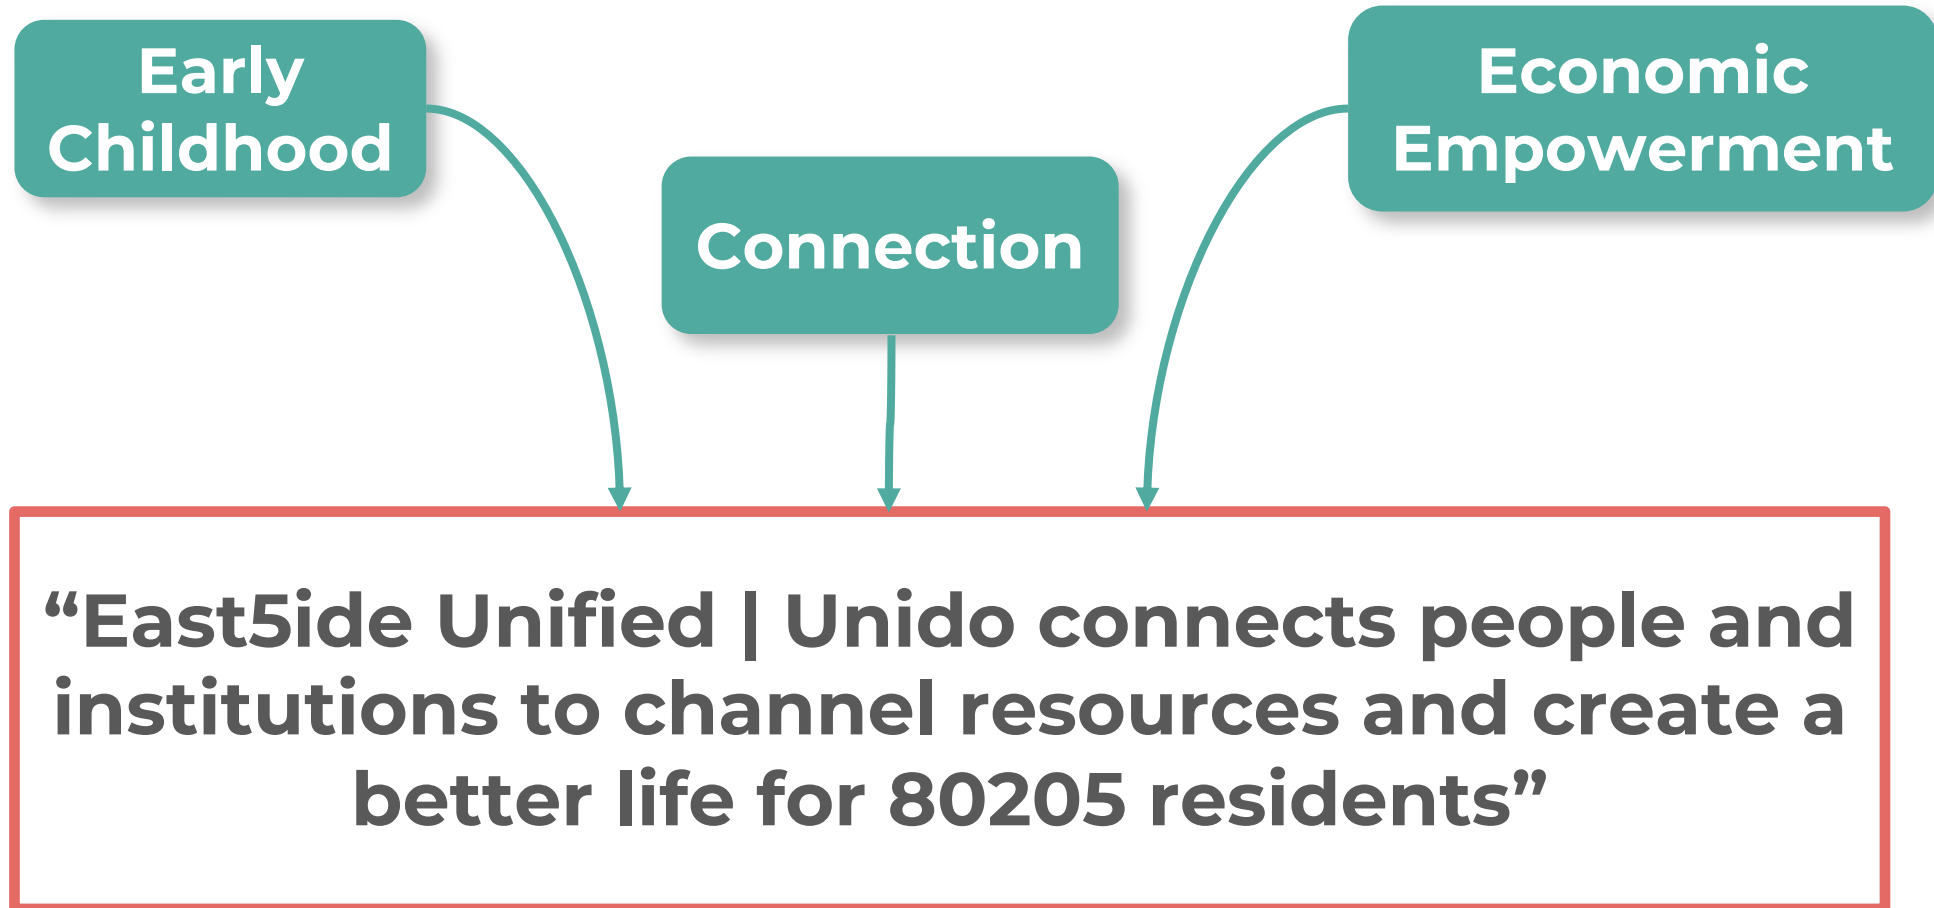 Early
Childhood
Connection
Economic
Empowerment
“East5ide Unified | Unido connects people and
institutions to channel resources and create a
better life for 80205 residents”